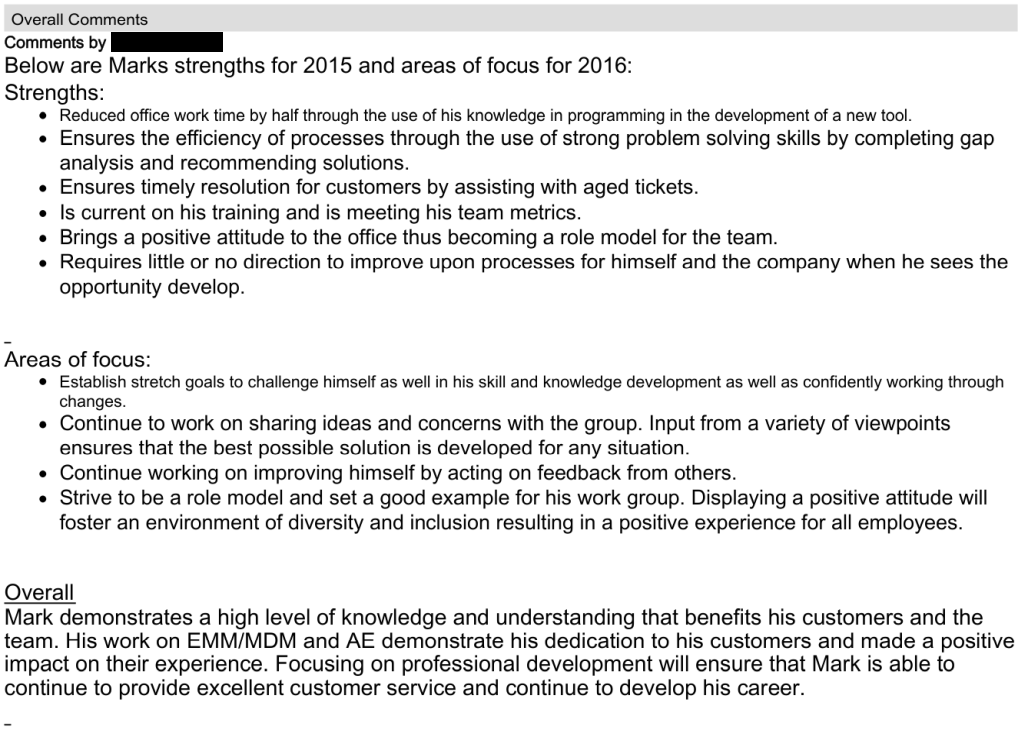 Overall Comments
Comments by
Below are Marks strengths for 2015 and areas of focus for 2016:
Strengths:
• Reduced office work time by half through the use of his knowledge in programming in the development of a new tool.
• Ensures the efficiency of processes through the use of strong problem solving skills by completing gap
analysis and recommending solutions.
• Ensures timely resolution for customers by assisting with aged tickets.
• Is current on his training and is meeting his team metrics.
• Brings a positive attitude to the office thus becoming a role model for the team.
• Requires little or no direction to improve upon processes for himself and the company when he sees the
opportunity develop.
Areas of focus:
• Establish stretch goals to challenge himself as well in his skill and knowledge development as well as confidently working through
changes.
• Continue to work on sharing ideas and concerns with the group. Input from a variety of viewpoints
ensures that the best possible solution is developed for any situation.
• Continue working on improving himself by acting on feedback from others.
• Strive to be a role model and set a good example for his work group. Displaying a positive attitude will
foster an environment of diversity and inclusion resulting in a positive experience for all employees.
Overall
Mark demonstrates a high level of knowledge and understanding that benefits his customers and the
team. His work on EMM/MDM and AE demonstrate his dedication to his customers and made a positive
impact on their experience. Focusing on professional development will ensure that Mark is able to
continue to provide excellent customer service and continue to develop his career.